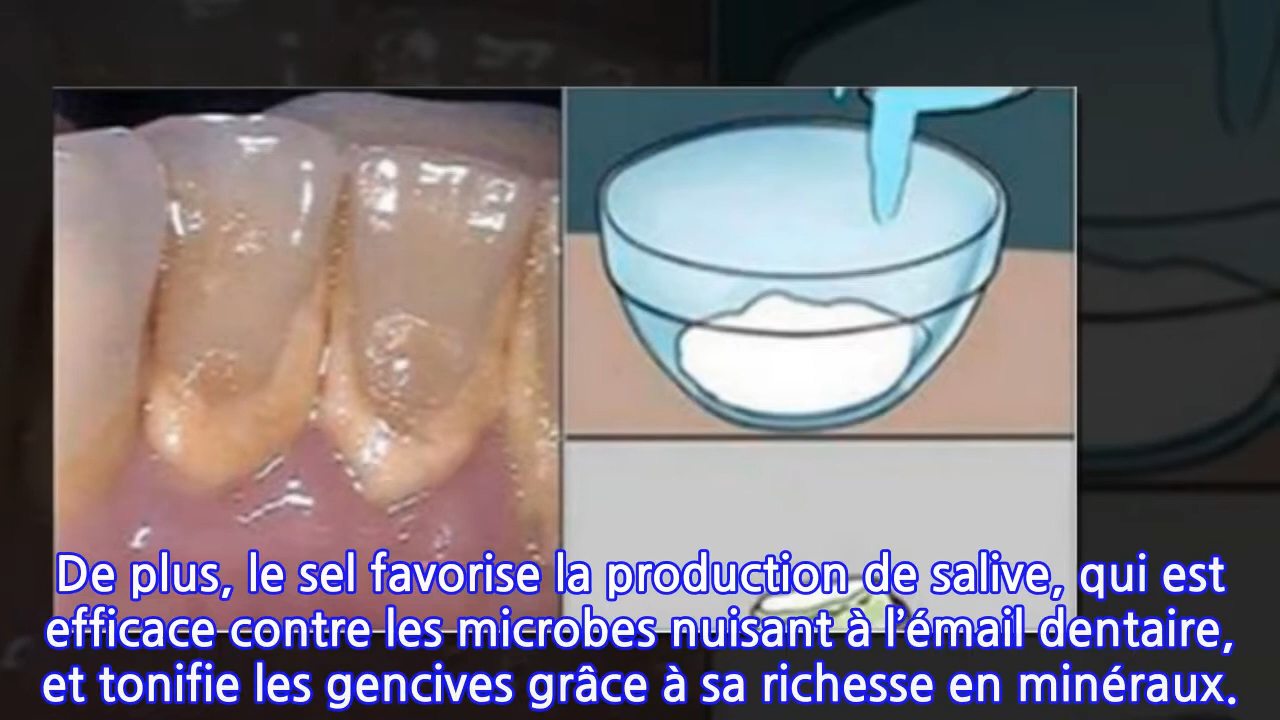 De plus, le sel favorise la production de salive, qui est
efficace contre les microbes nuisant à l'émail dentaire,
et tonifie les gencives grâce à sa richesse en minéraux.